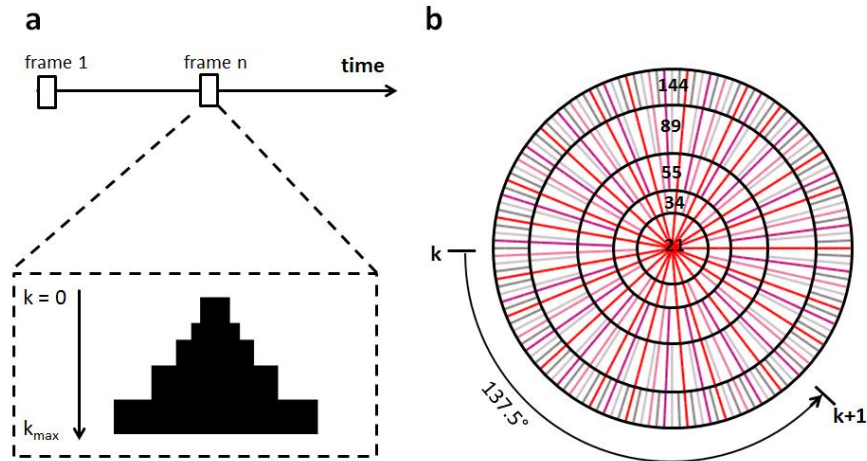 a
frame 1
frame n
time
k = 0
kmax
b
144
89
55
34
21
k
137.5°
k+1